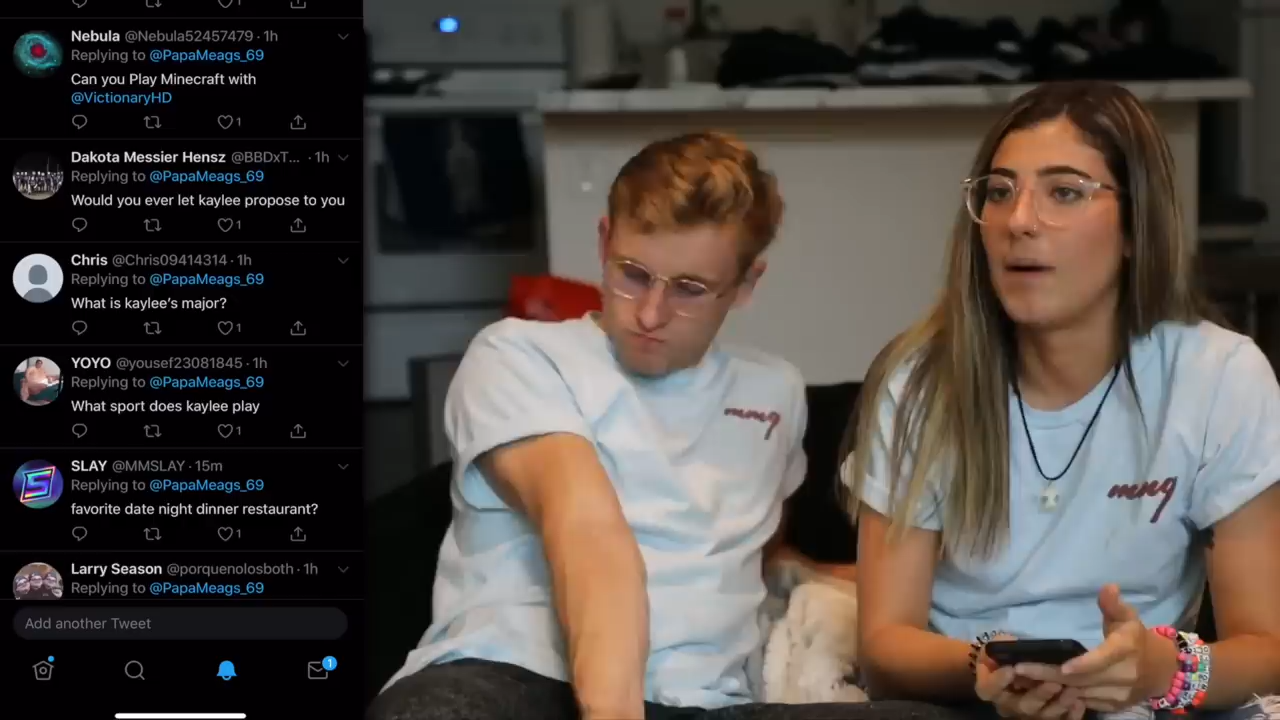 1
Nebula @Nebula52457479 · 1h
Replying to @PapaMeags_69
Can you Play Minecraft with
@VictionaryHD
1
Dakota Messier Hensz @BBDxT... · 1h
Replying to @PapaMeags_69
Would you ever let kaylee propose to you
1
Chris @Chris09414314 · 1h
Replying to @PapaMeags_69
What is kaylee's major?
1
YOYO @yousef23081845 · 1h
Replying to @PapaMeags_69
What sport does kaylee play
1
SLAY @MMSLAY · 15m
Replying to @PapaMeags_69
favorite date night dinner restaurant?
1
Larry Season @porquenolosboth · 1h
Replying to @PapaMeags_69
Add another Tweet
1
mmg
mmg